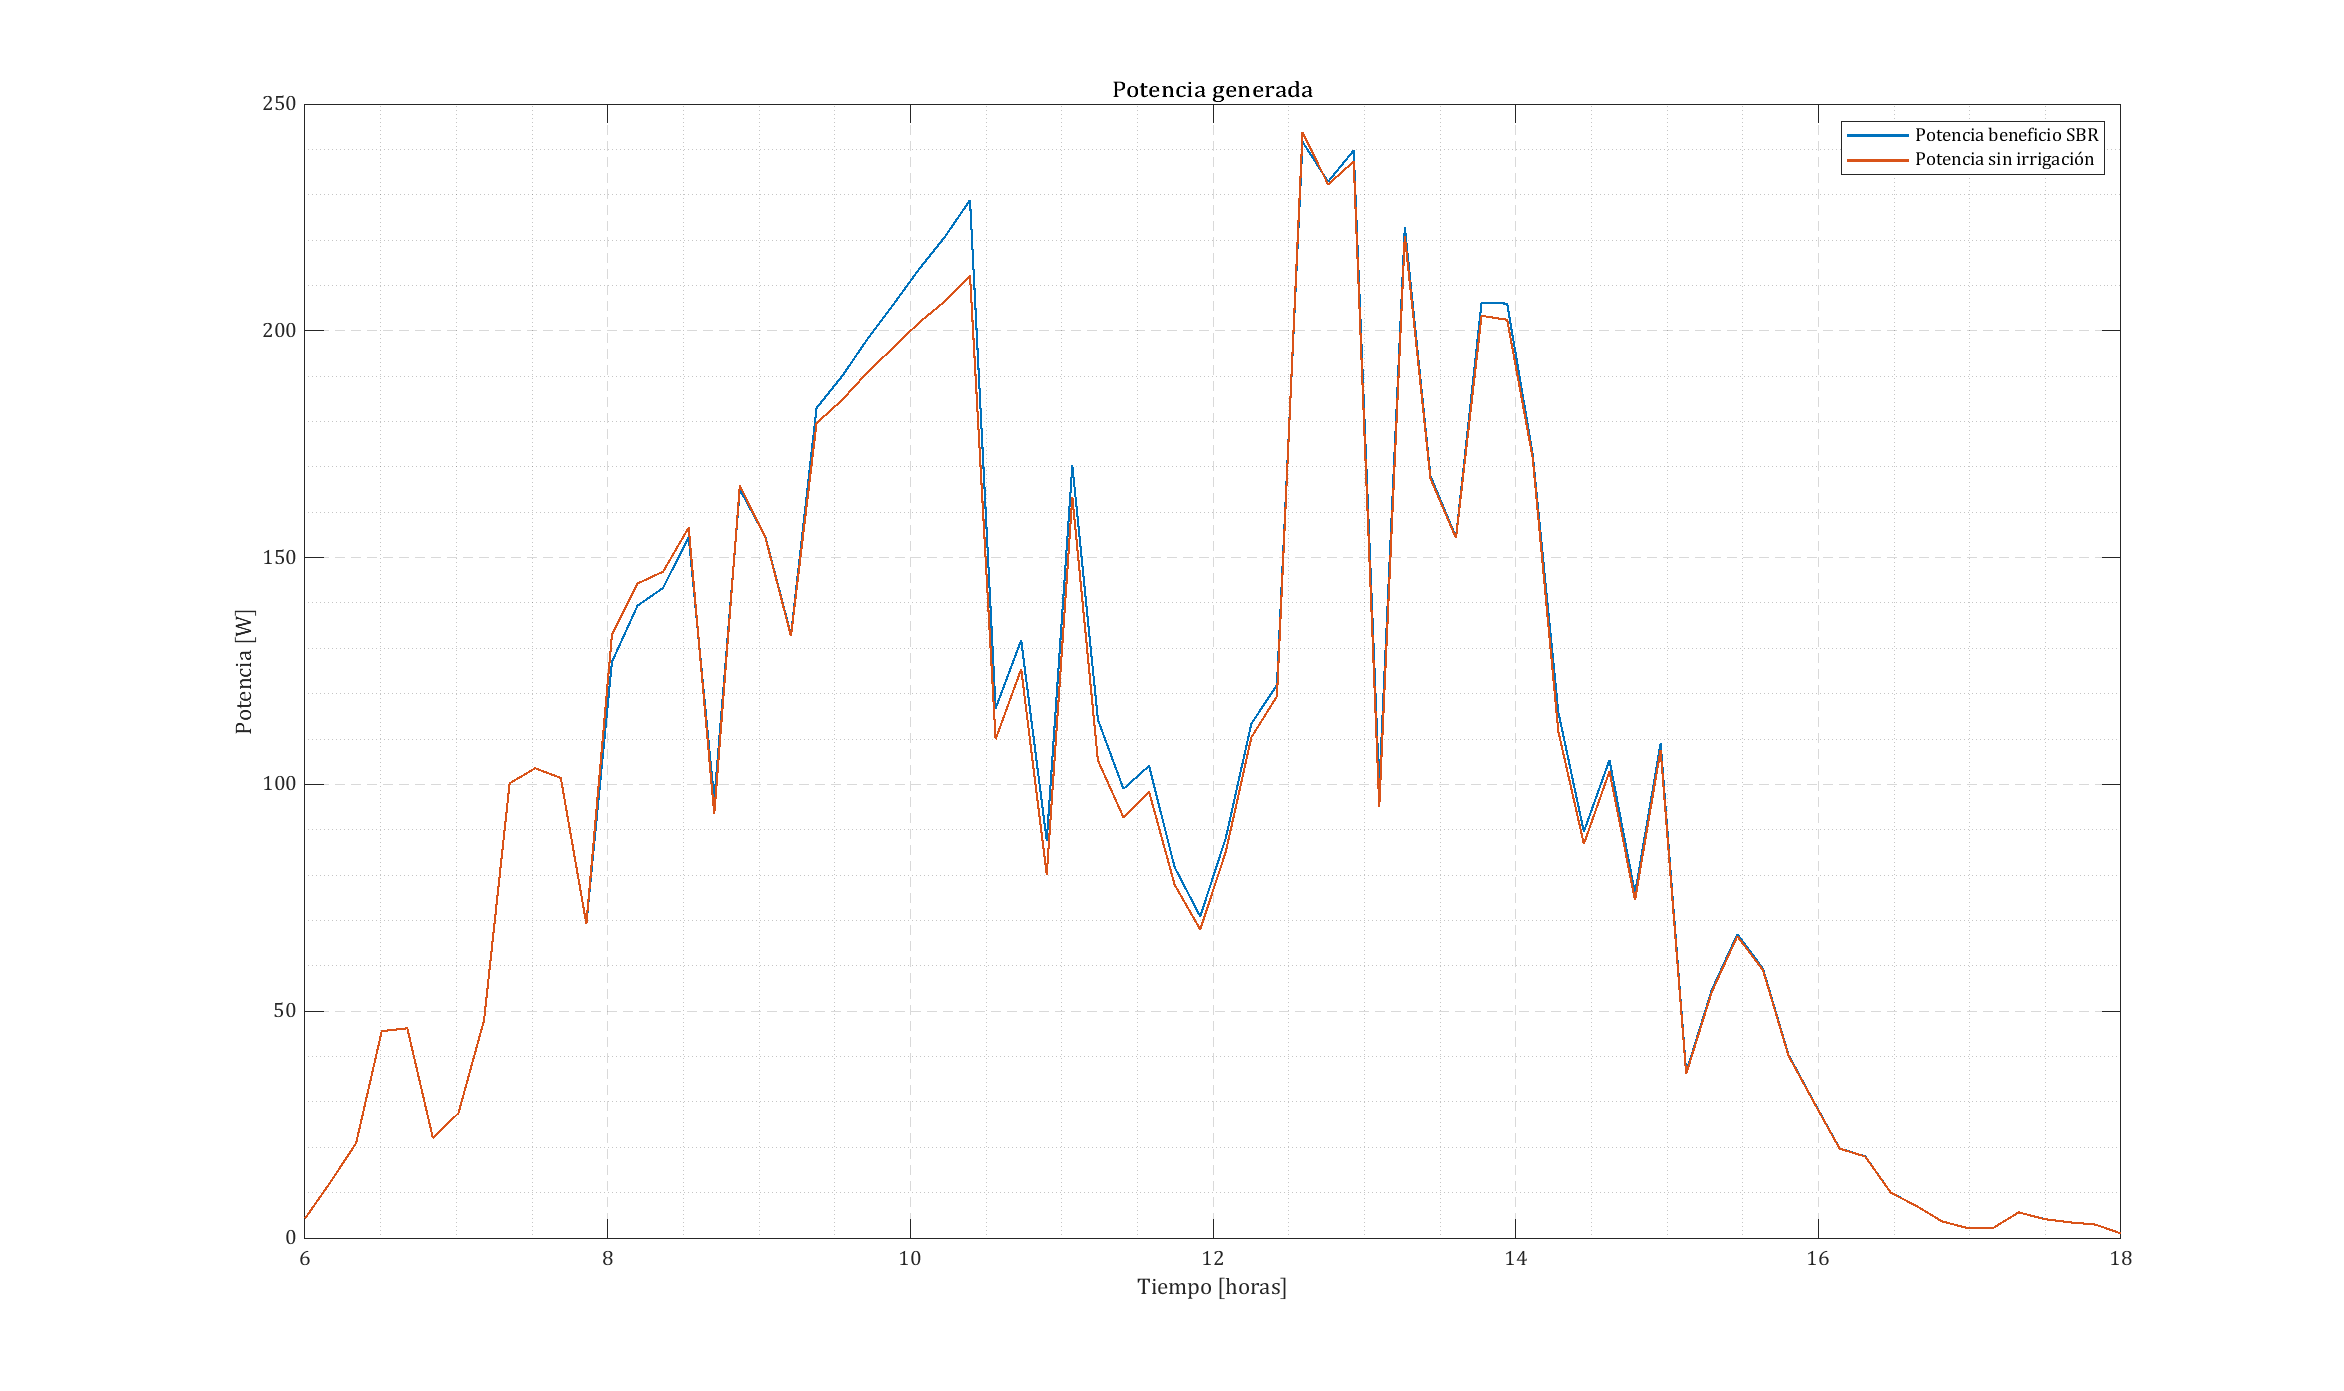 Potencia generada
250
200
150
100
50
0
Potencia [W]
6 8 10 12 14 16 18
Tiempo [horas]
Potencia beneficio SBR
Potencia sin irrigación